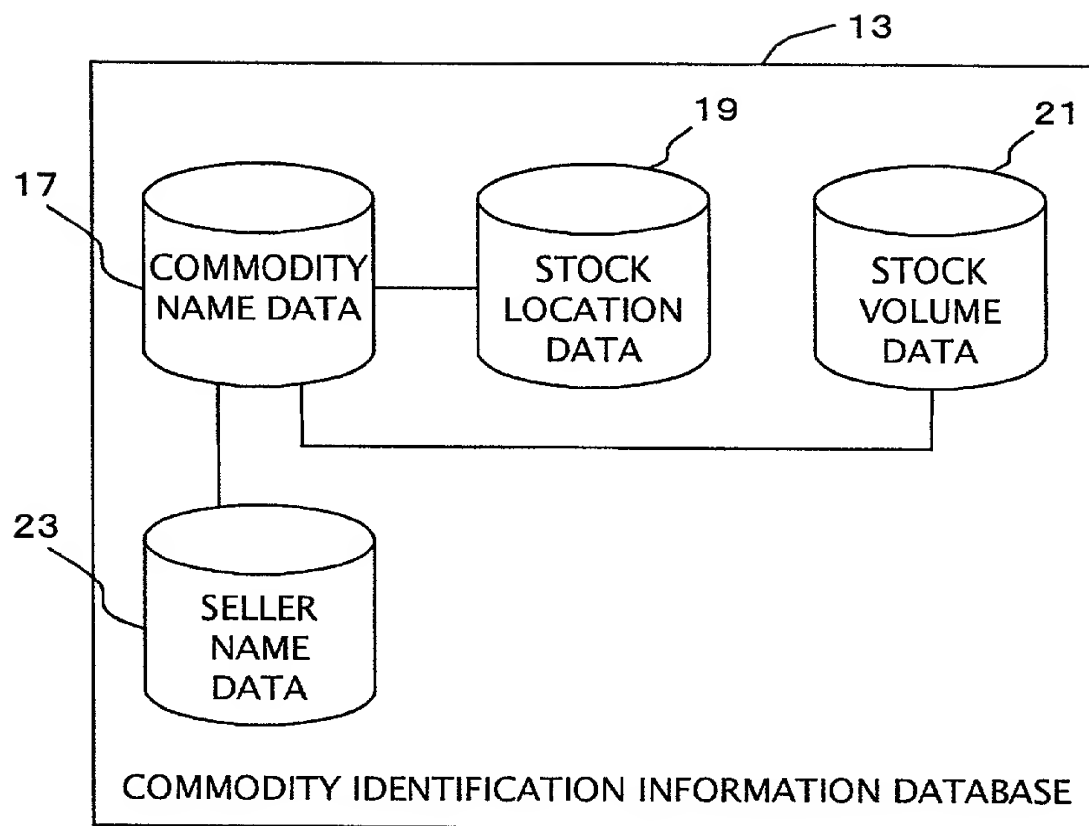 13
19
21
17
COMMODITY
NAME DATA
STOCK
LOCATION
DATA
STOCK
VOLUME
DATA
23
SELLER
NAME
DATA
COMMODITY IDENTIFICATION INFORMATION DATABASE